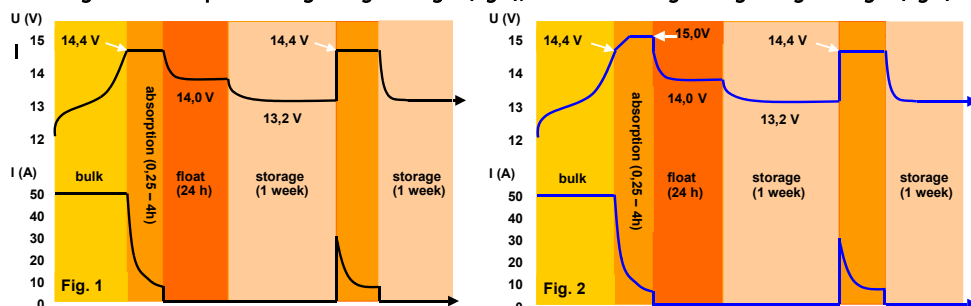 U (V)
15
14
13
12
14,4 V
14,0 V
13,2 V
14,4 V
I (A)
50
40
30
20
10
0
bulk
absorption (0,25 – 4h)
float
(24 h)
storage
(1 week)
storage
(1 week)
Fig. 1
U (V)
15
14
13
12
14,4 V
15,0V
14,0 V
13,2 V
14,4 V
I (A)
50
40
30
20
10
0
bulk
absorption (0,25 – 4h)
float
(24 h)
storage
(1 week)
storage
(1 week)
Fig. 2